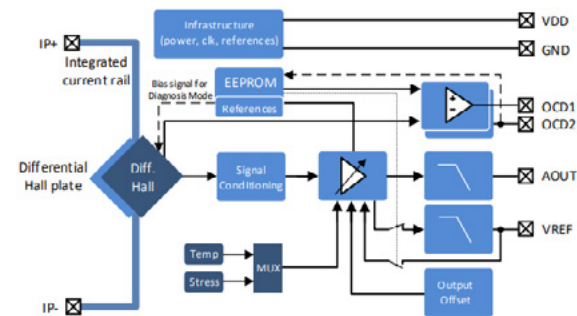 IP+
Integrated
current rail
Differential
Hall plate
IP-
Diff.
Hall
Infrastructure
(power, clk, references)
Bias signal for
Diagnosis Mode
EEPROM
References
Signal
Conditioning
Temp
Stress
MUX
Output
Offset
VDD
GND
OCD1
OCD2
AOUT
VREF